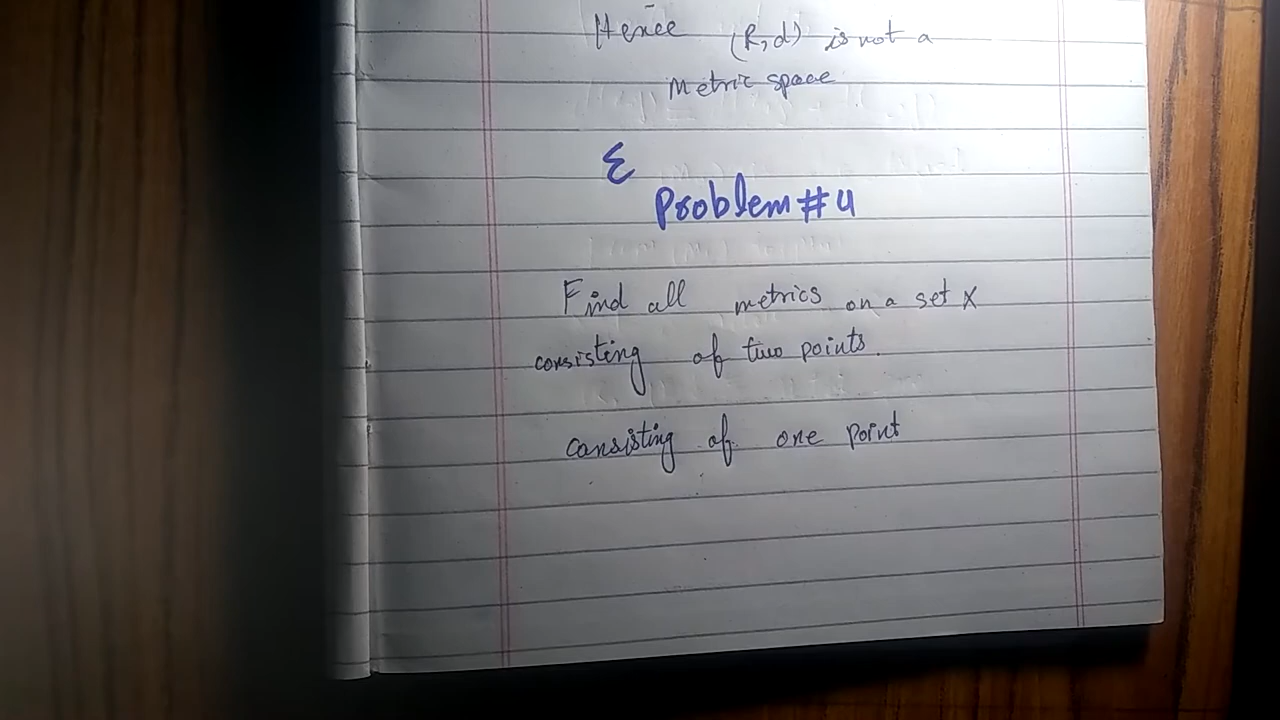 Hence (R,d) is not a
Metric space
ε
Problem #4
Find all metrics on a set X
consisting of two points.
consisting of one point